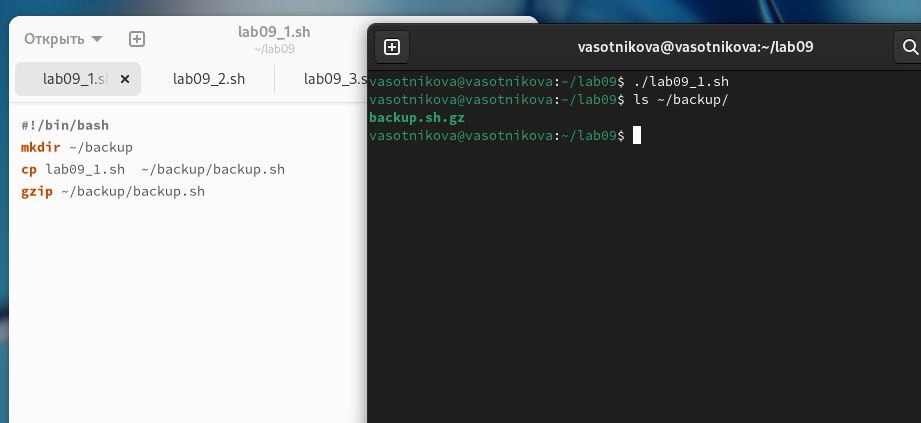 Открыть
lab09_1.sh
~/lab09
lab09_1.sh
lab09_2.sh
lab09_3.s
#!/bin/bash
mkdir ~/backup
cp lab09_1.sh  ~/backup/backup.sh
gzip ~/backup/backup.sh
vasotnikova@vasotnikova:~/lab09
vasotnikova@vasotnikova:~/lab09$ ./lab09_1.sh
vasotnikova@vasotnikova:~/lab09$ ls ~/backup/
backup.sh.gz
vasotnikova@vasotnikova:~/lab09$